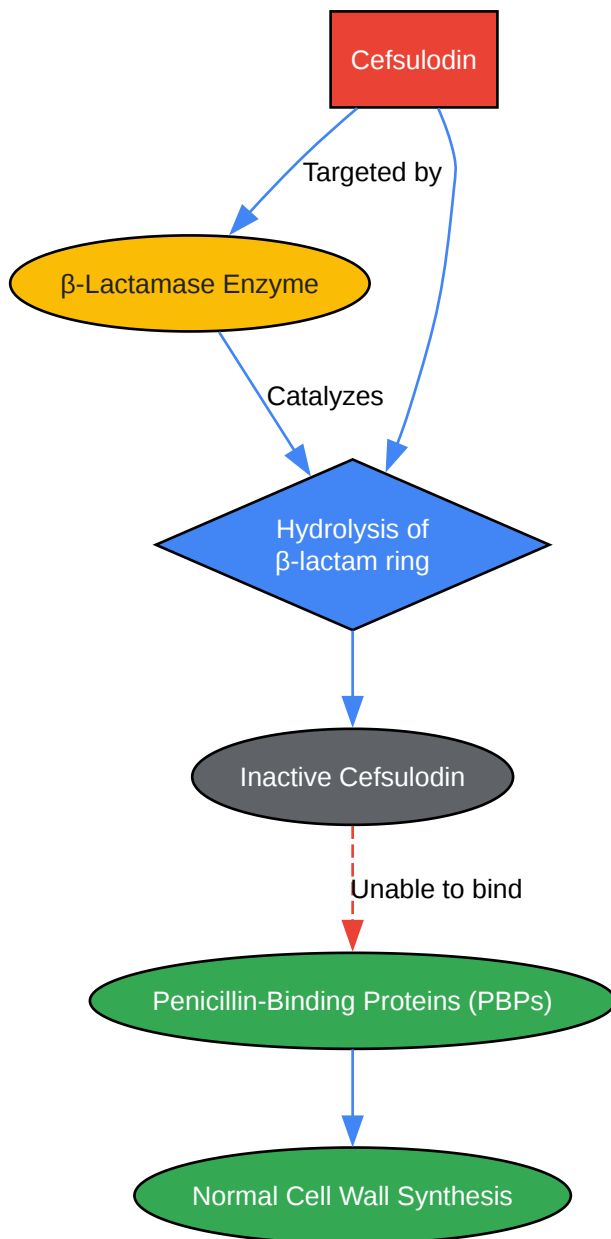 Cefsulodin
Targeted by
β-Lactamase Enzyme
Catalyzes
Hydrolysis of
β-lactam ring
Inactive Cefsulodin
Unable to bind
Penicillin-Binding Proteins (PBPs)
Normal Cell Wall Synthesis